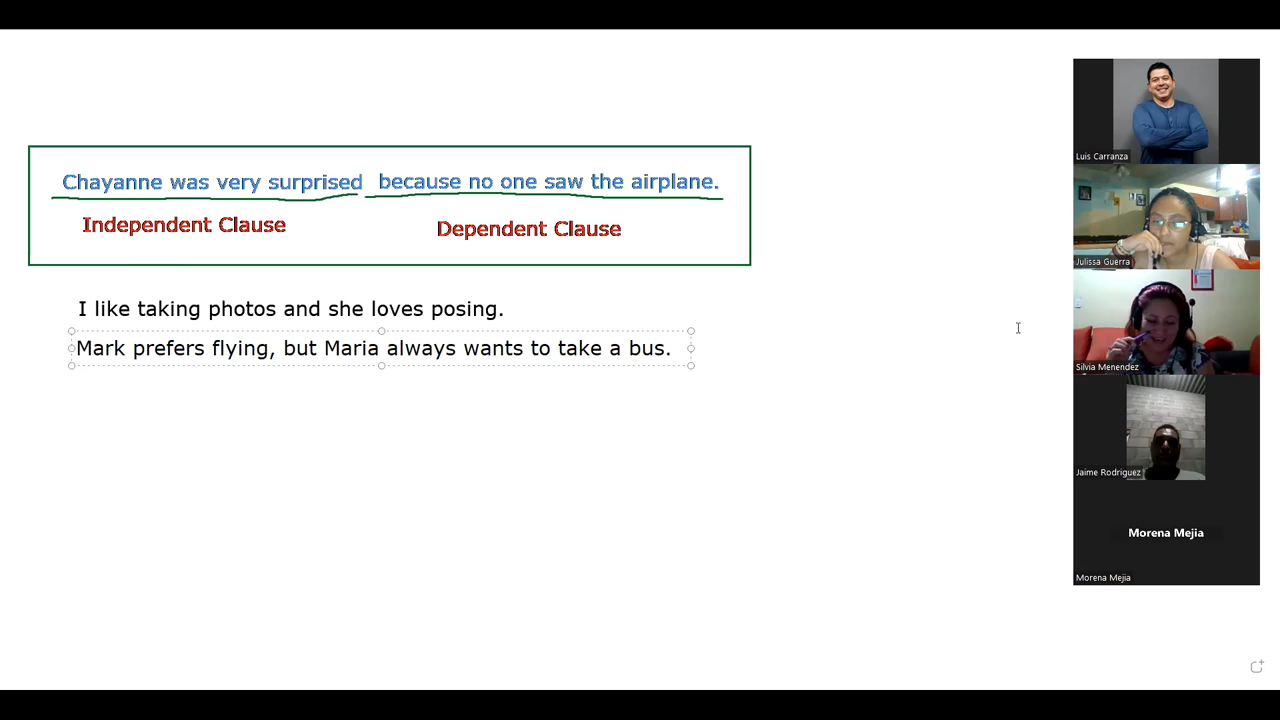 Chayanne was very surprised because no one saw the airplane.
Independent Clause Dependent Clause
I like taking photos and she loves posing.
Mark prefers flying, but Maria always wants to take a bus.
Luis Carranza
Julissa Guerra
Silvia Menendez
Jaime Rodriguez
Morena Mejia
Morena Mejia